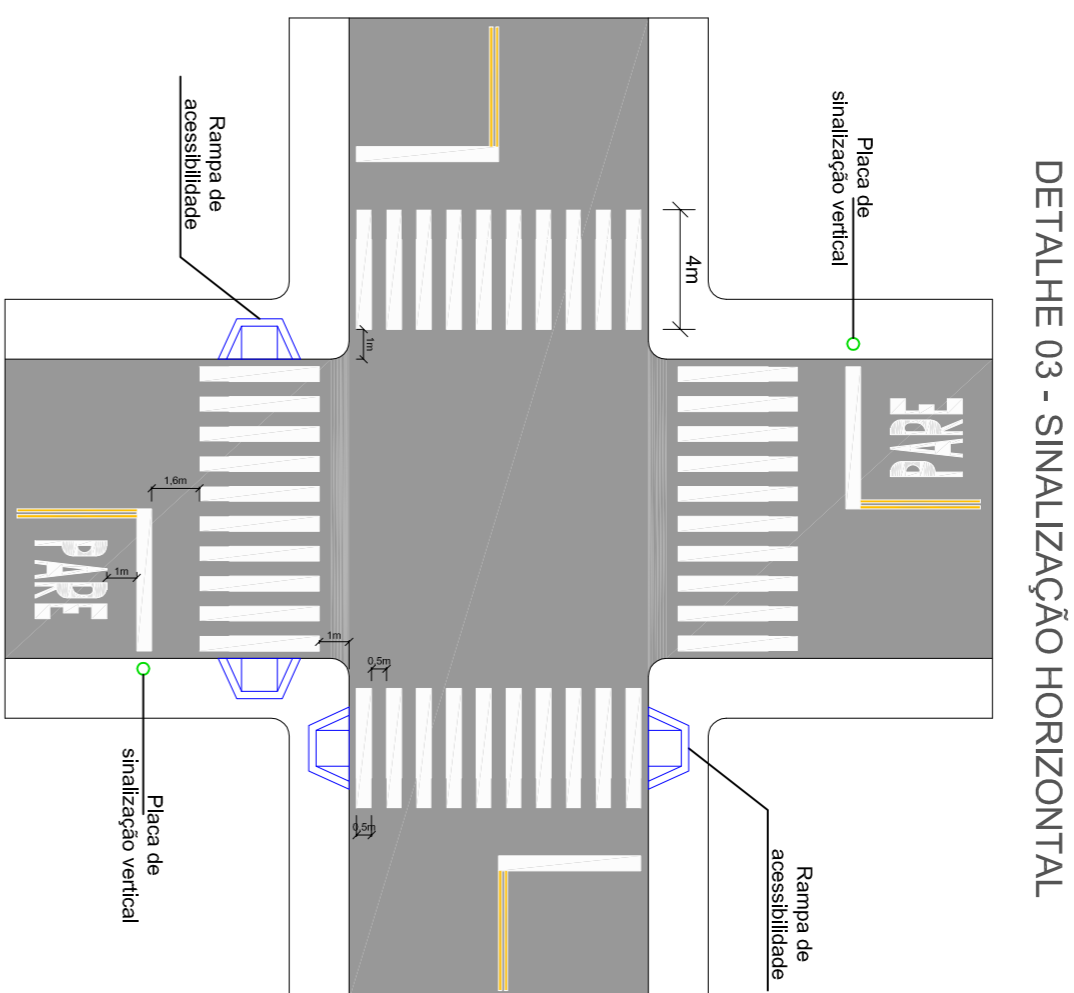 DETALHE 03 - SINALIZAÇÃO HORIZONTAL
Placa de
sinalização vertical
Rampa de
acessibilidade
4m
1m
PARE
1,6m
1m
PARE
1m
0,5m
0,5m
Placa de
sinalização vertical
Rampa de
acessibilidade